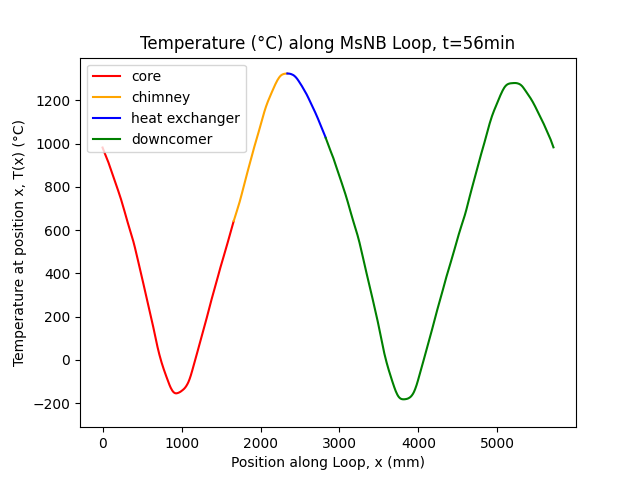 Temperature (°C) along MsNB Loop, t=56min
core
chimney
heat exchanger
downcomer
1200
1000
800
600
400
200
0
−200
Temperature at position x, T(x) (°C)
0 1000 2000 3000 4000 5000
Position along Loop, x (mm)